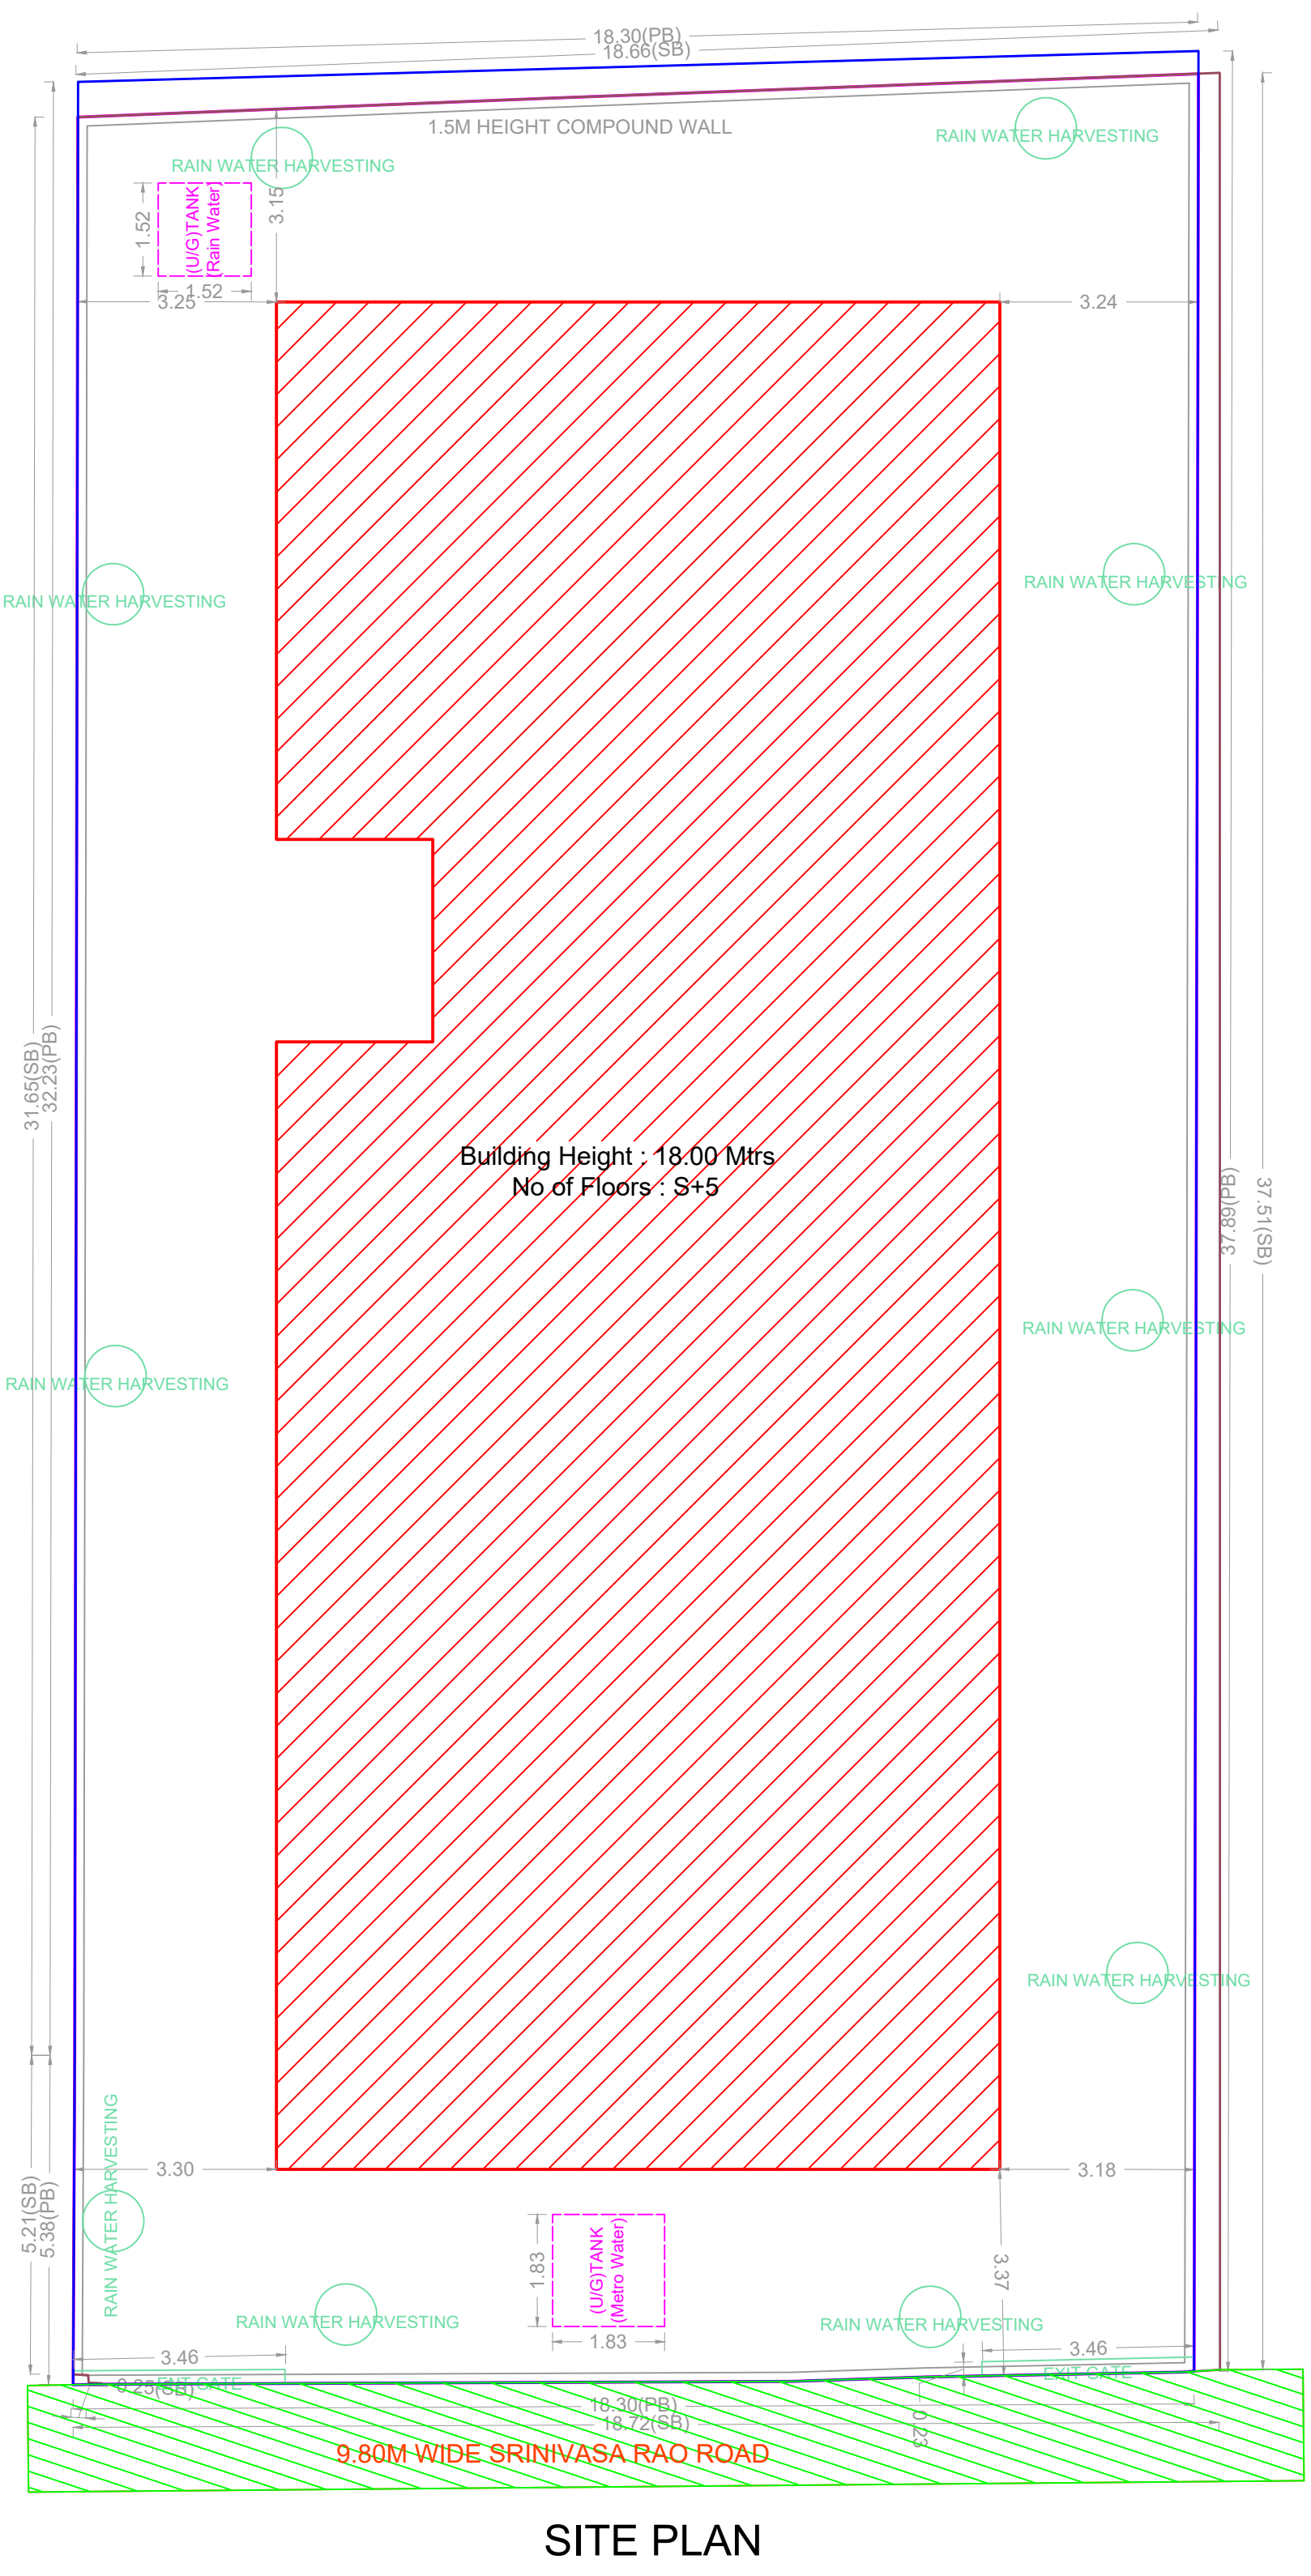 18.30(PB)
18.66(SB)
1.5M HEIGHT COMPOUND WALL
RAIN WATER HARVESTING
RAIN WATER HARVESTING
(U/G)TANK
(Rain Water)
1.52
1.52
3.15
3.25
3.24
RAIN WATER HARVESTING
RAIN WATER HARVESTING
31.65(SB)
32.23(PB)
Building Height : 18.00 Mtrs
No of Floors : S+5
37.89(PB)
37.51(SB)
RAIN WATER HARVESTING
RAIN WATER HARVESTING
RAIN WATER HARVESTING
RAIN WATER HARVESTING
5.21(SB)
5.38(PB)
3.30
3.18
(U/G)TANK
(Metro Water)
1.83
1.83
3.37
RAIN WATER HARVESTING
RAIN WATER HARVESTING
3.46
3.46
0.25(SB)
GATE
EXIT GATE
18.30(PB)
18.72(SB)
0.23
9.80M WIDE SRINIVASA RAO ROAD
SITE PLAN